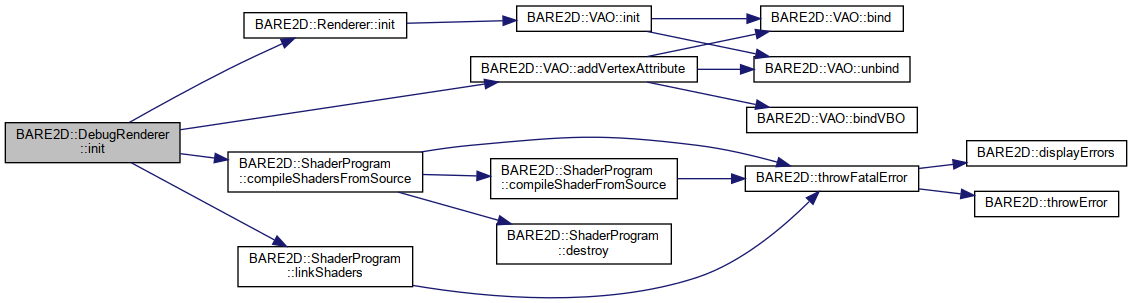 BARE2D::DebugRenderer
::init
BARE2D::Renderer::init
BARE2D::VAO::init
BARE2D::VAO::bind
BARE2D::VAO::addVertexAttribute
BARE2D::VAO::unbind
BARE2D::VAO::bindVBO
BARE2D::ShaderProgram
::compileShadersFromSource
BARE2D::ShaderProgram
::compileShaderFromSource
BARE2D::throwFatalError
BARE2D::displayErrors
BARE2D::throwError
BARE2D::ShaderProgram
::destroy
BARE2D::ShaderProgram
::linkShaders